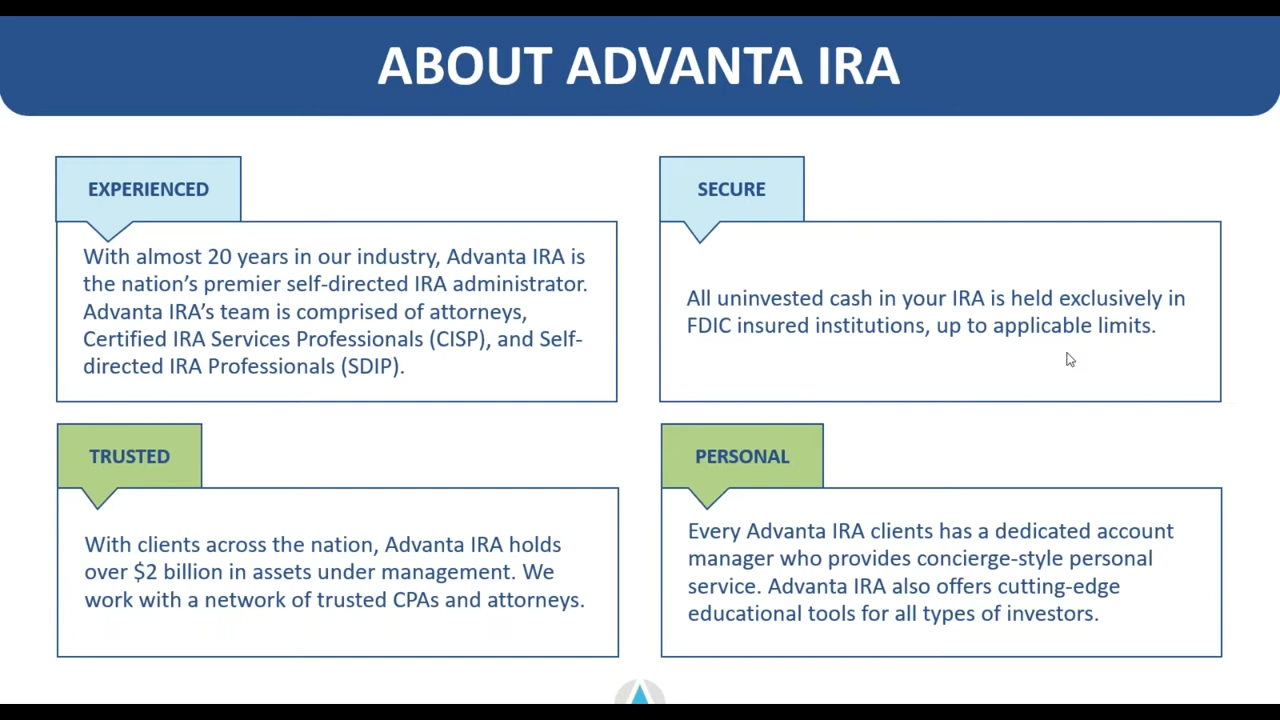 ABOUT ADVANTA IRA
EXPERIENCED
With almost 20 years in our industry, Advanta IRA is
the nation's premier self-directed IRA administrator.
Advanta IRA's team is comprised of attorneys,
Certified IRA Services Professionals (CISP), and Self-
directed IRA Professionals (SDIP).
SECURE
All uninvested cash in your IRA is held exclusively in
FDIC insured institutions, up to applicable limits.
TRUSTED
With clients across the nation, Advanta IRA holds
over $2 billion in assets under management. We
work with a network of trusted CPAs and attorneys.
PERSONAL
Every Advanta IRA clients has a dedicated account
manager who provides concierge-style personal
service. Advanta IRA also offers cutting-edge
educational tools for all types of investors.